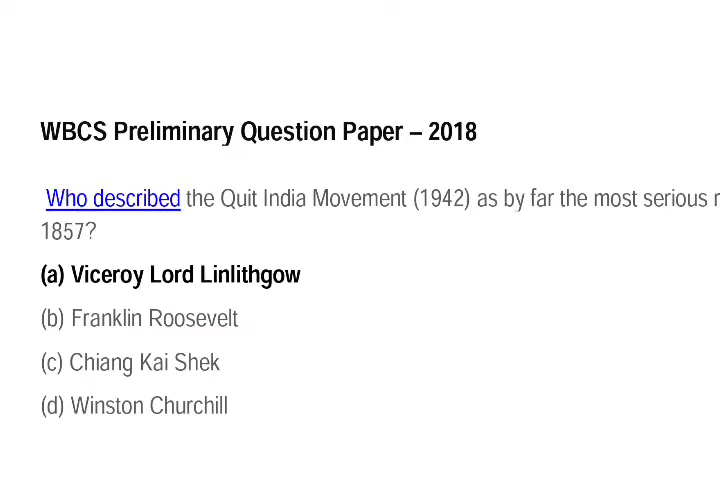 WBCS Preliminary Question Paper – 2018
Who described the Quit India Movement (1942) as by far the most serious
1857?
(a) Viceroy Lord Linlithgow
(b) Franklin Roosevelt
(c) Chiang Kai Shek
(d) Winston Churchill